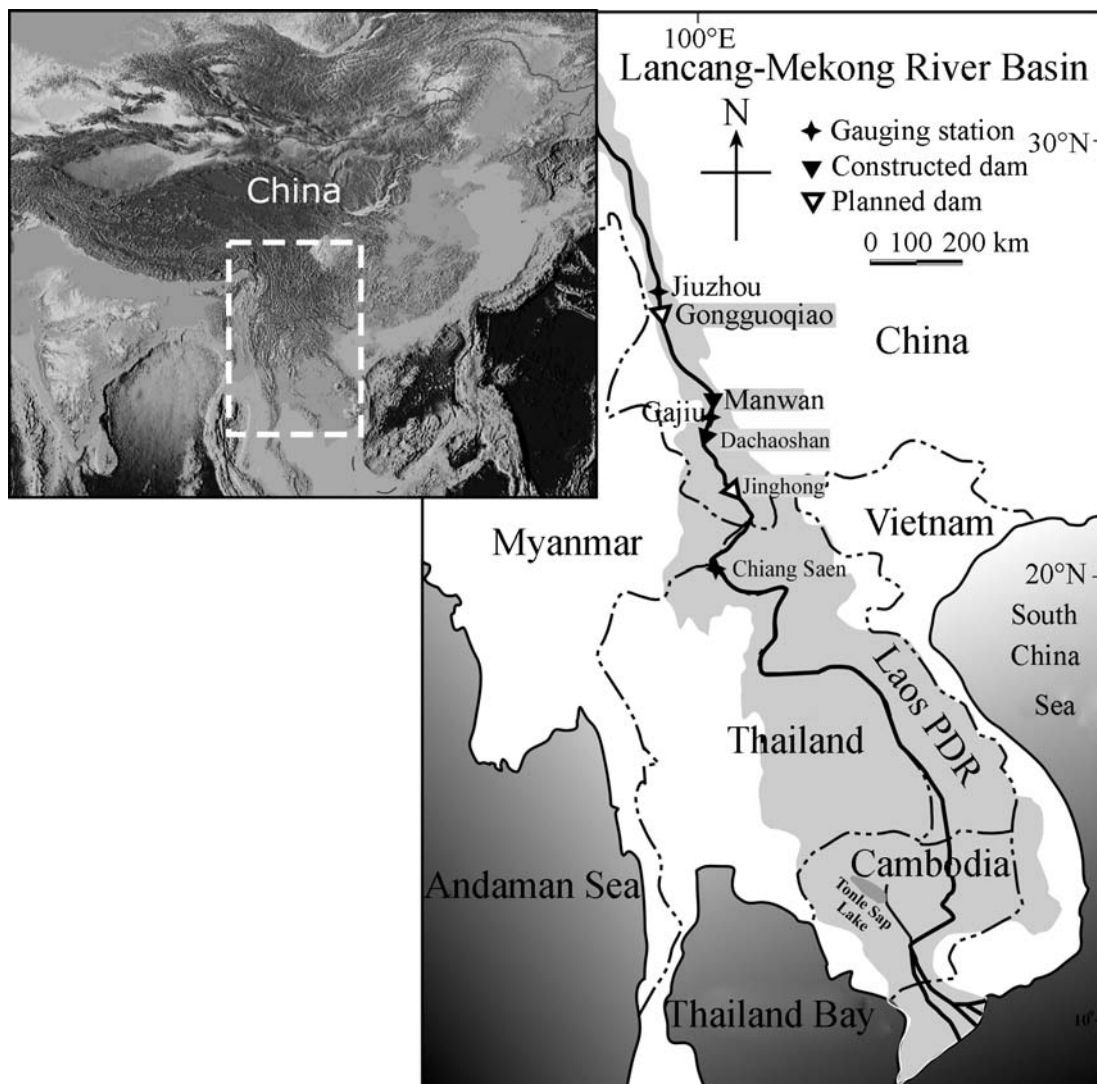 China
100°E
Lancang-Mekong River Basin
N
Gauging station
30°N
Constructed dam
Planned dam
0 100 200 km
Jiuzhou
Gongguoqiao
China
Manwan
Gajiu
Dachaoshan
Jinghong
Vietnam
Myanmar
Chiang Saen
20°N
South
China
Sea
Laos PDR
Thailand
Cambodia
Andaman Sea
Tonle Sap
Lake
Thailand Bay
10°